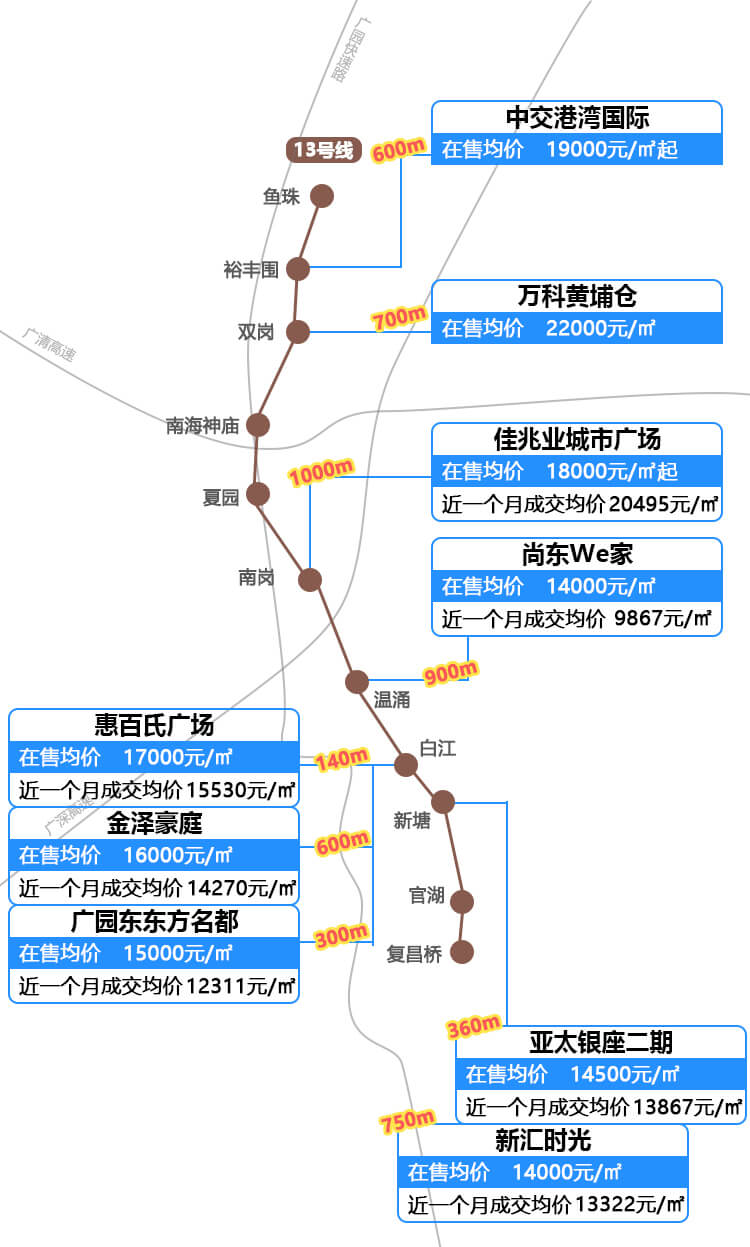 广园快速路
中交港湾国际
在售均价 19000元/㎡起
600m
13号线
鱼珠
裕丰围
万科黄埔仓
在售均价 22000元/㎡
700m
双岗
广清高速
南海神庙
佳兆业城市广场
在售均价 18000元/㎡起
近一个月成交均价20495元/㎡
1000m
夏园
南岗
尚东We家
在售均价 14000元/㎡
近一个月成交均价 9867元/㎡
900m
温涌
惠百氏广场
在售均价 17000元/㎡
近一个月成交均价15530元/㎡
140m
白江
广深高速
新塘
金泽豪庭
在售均价 16000元/㎡
近一个月成交均价14270元/㎡
600m
官湖
广园东东方名都
在售均价 15000元/㎡
近一个月成交均价12311元/㎡
300m
复昌桥
360m
亚太银座二期
在售均价 14500元/㎡
近一个月成交均价13867元/㎡
750m
新汇时光
在售均价 14000元/㎡
近一个月成交均价13322元/㎡